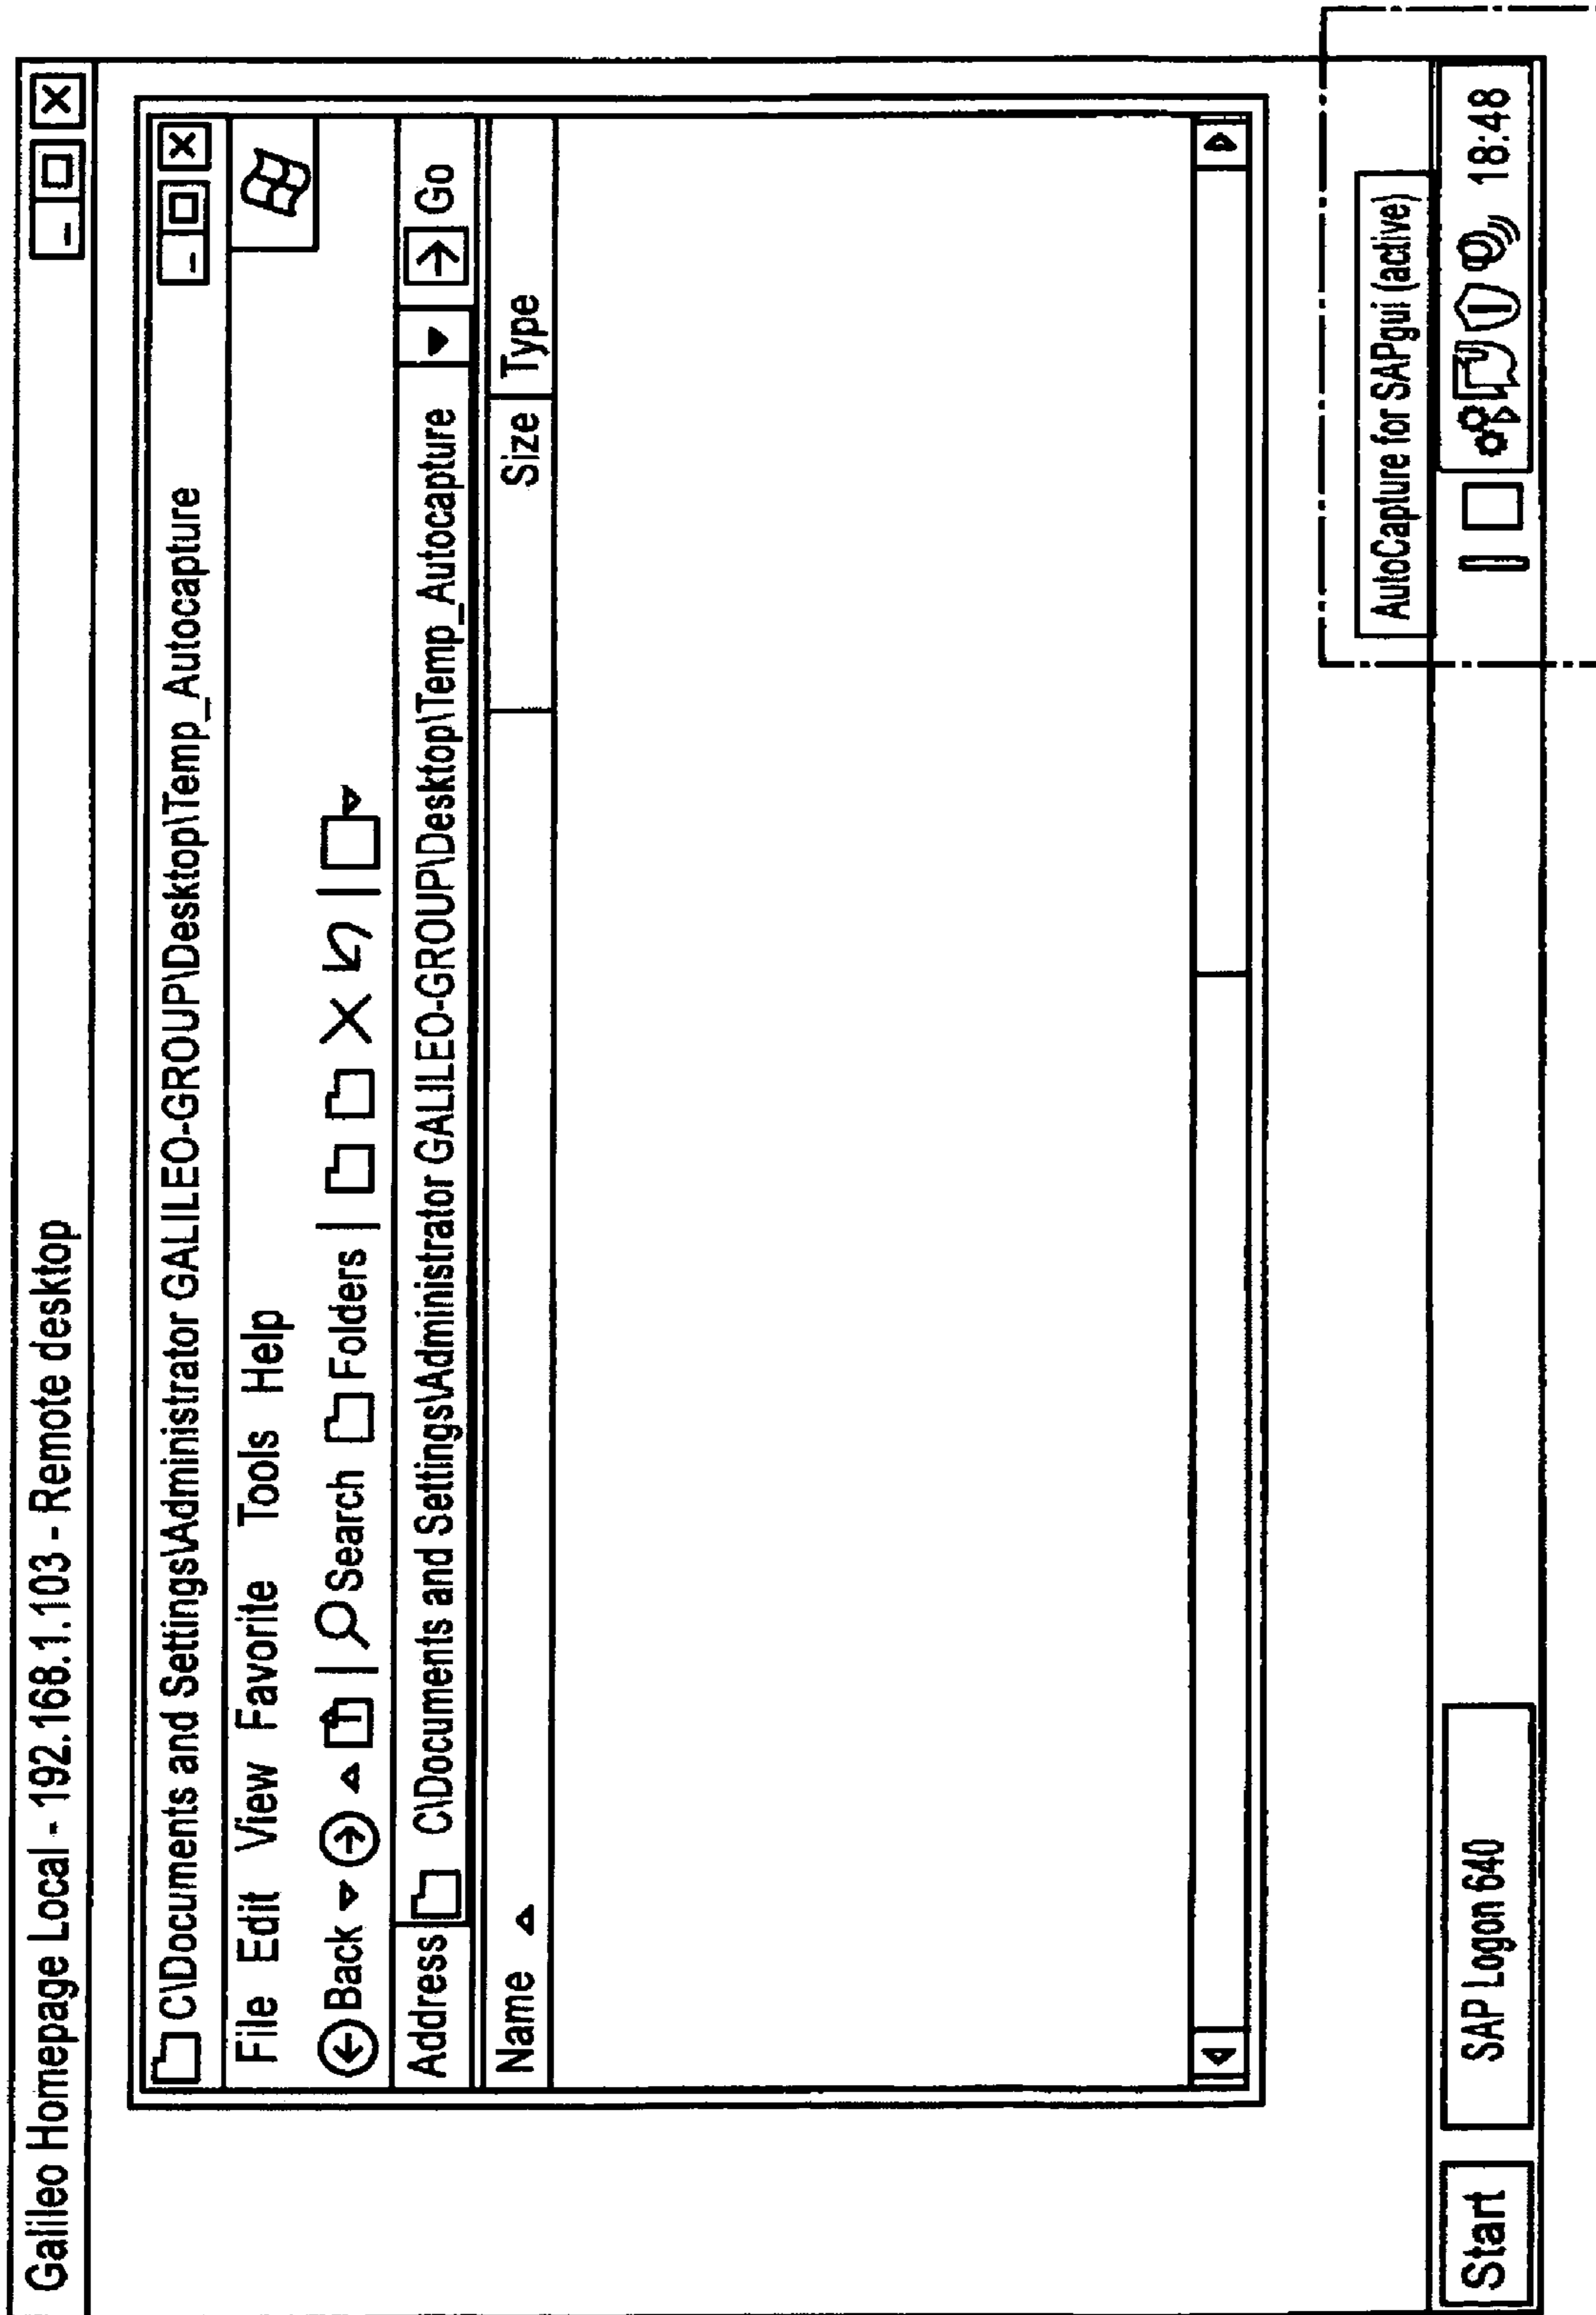 Galileo Homepage Local - 192.168.1.103 - Remote desktop
C\Documents and Settings\Administrator GALILEO-GROUP\Desktop\Temp_Autocapture
File Edit View Favorite Tools Help
Back Search Folders
Address C\Documents and Settings\Administrator GALILEO-GROUP\Desktop\Temp_Autocapture Go
Name Size Type
AutoCapture for SAPgui (active)
Start SAP Logon 640 18:48